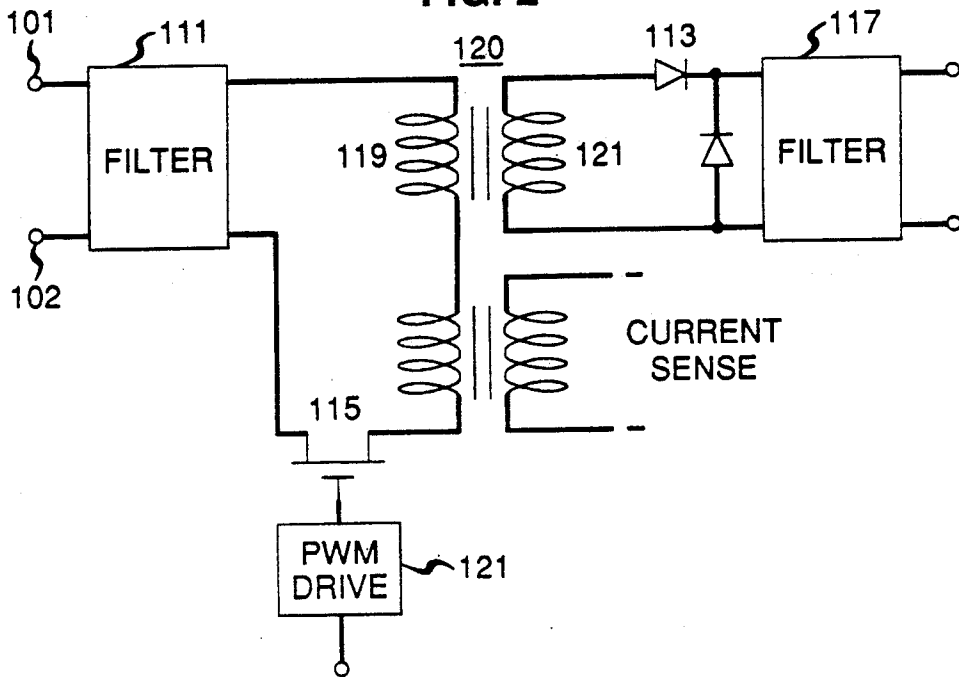 FIG. 2
101
111
120
113
117
FILTER
119
121
FILTER
102
CURRENT
SENSE
115
PWM
DRIVE
121